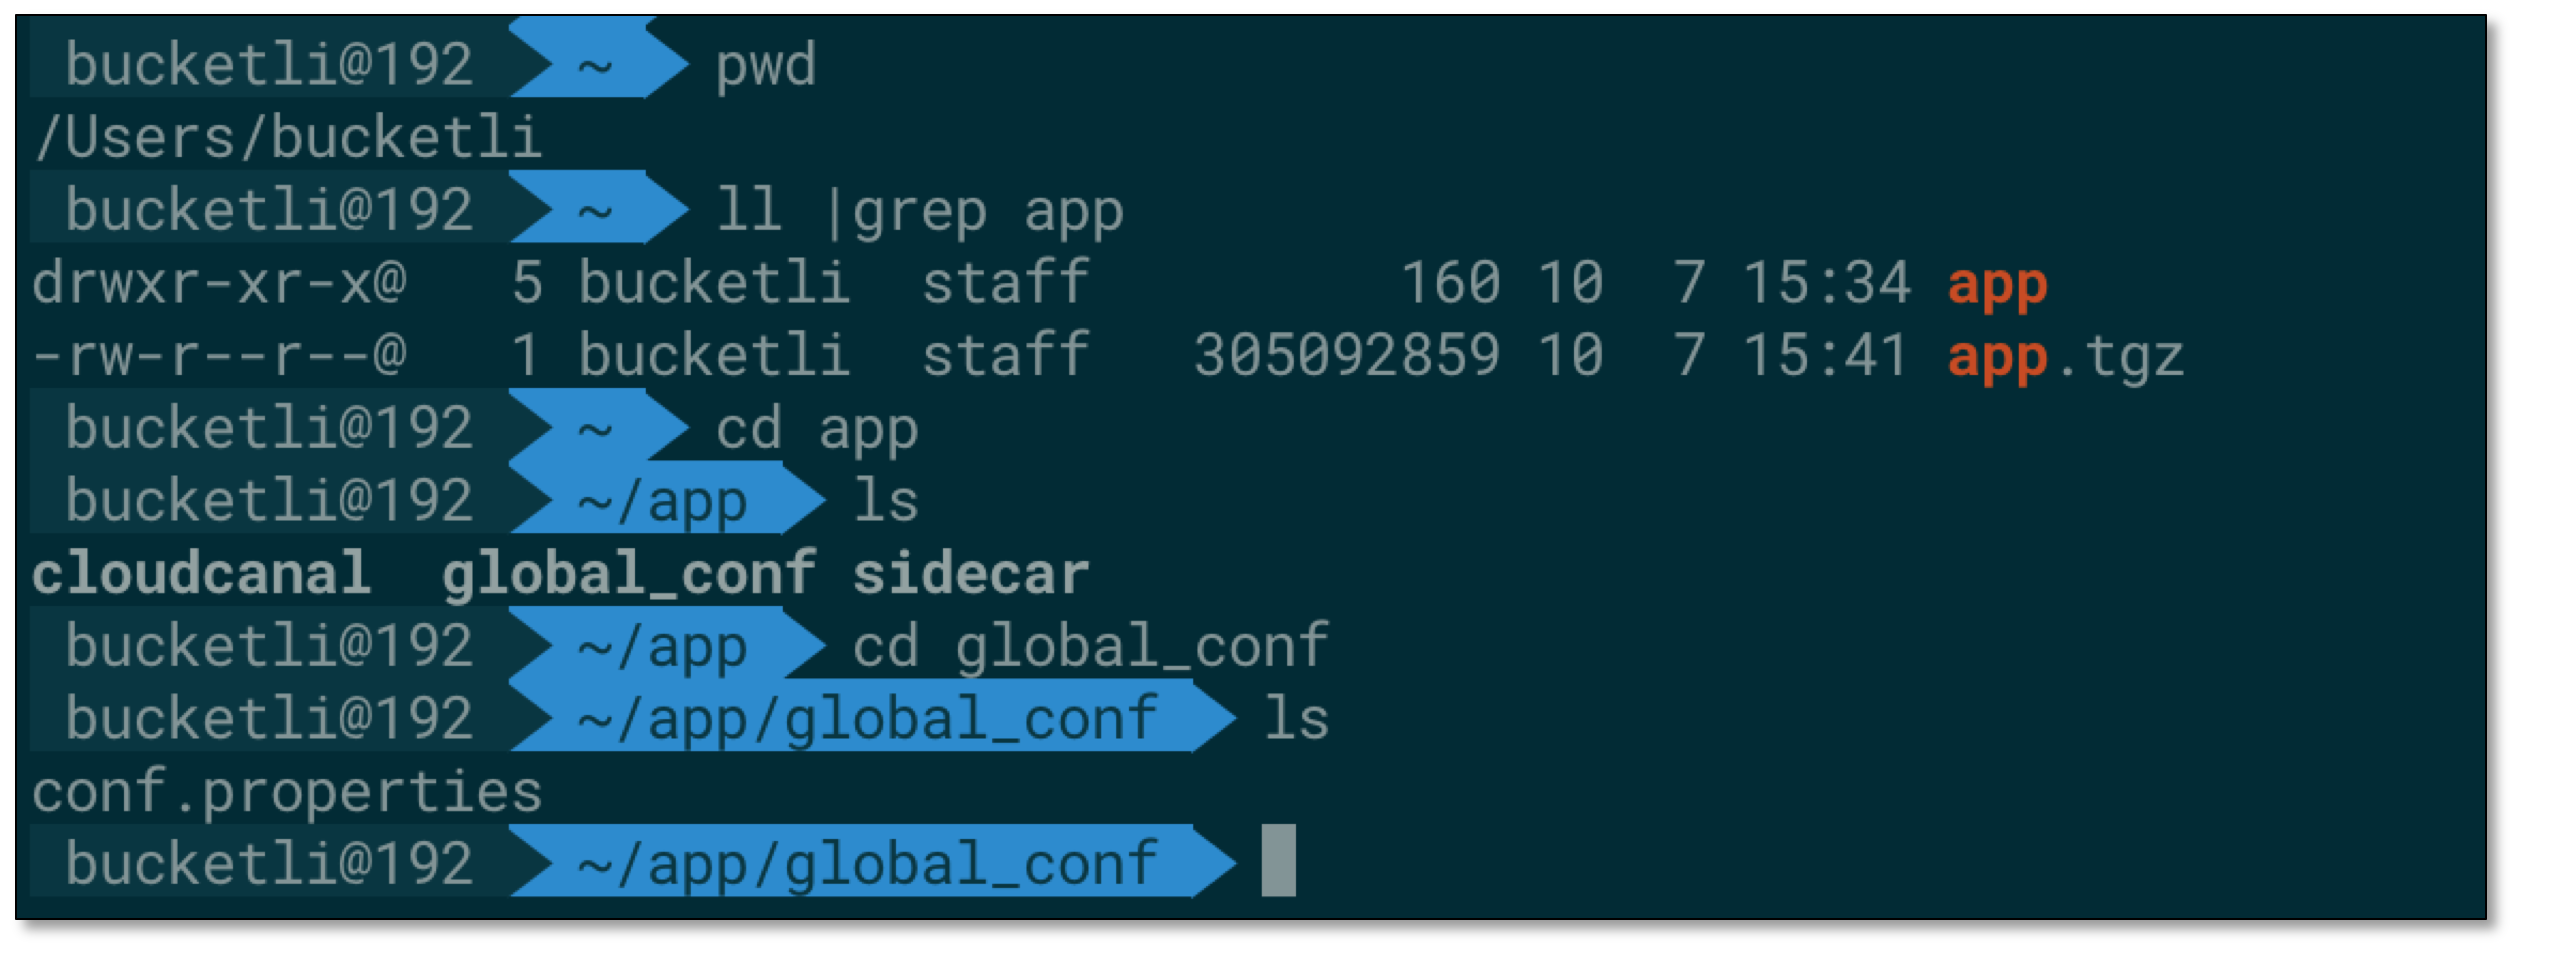 bucketli@192 ~ pwd
/Users/bucketli
bucketli@192 ~ ll |grep app
drwxr-xr-x@ 5 bucketli staff 160 10 7 15:34 app
-rw-r--r--@ 1 bucketli staff 305092859 10 7 15:41 app.tgz
bucketli@192 ~ cd app
bucketli@192 ~/app ls
cloudcanal global_conf sidecar
bucketli@192 ~/app cd global_conf
bucketli@192 ~/app/global_conf ls
conf.properties
bucketli@192 ~/app/global_conf